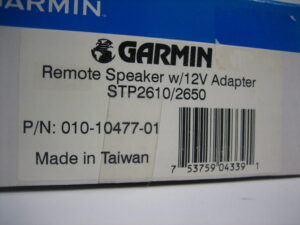 GARMIN
GARMIN
Remote Speaker w/12V Adapter
STP2610/2650
P/N: 010-10477-01
Made in Taiwan
7 53759 04339 1